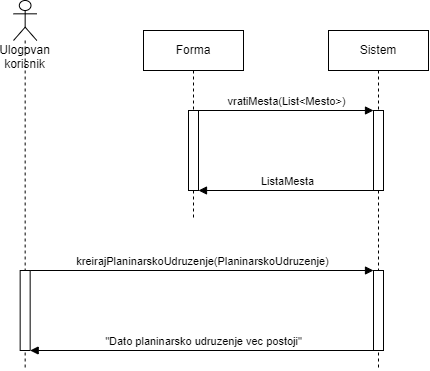 Ulogovan
korisnik
Forma
Sistem
vratiMesta(List<Mesto>)
ListaMesta
kreirajPlaninarskoUdruzenje(PlaninarskoUdruzenje)
"Dato planinarsko udruzenje vec postoji"